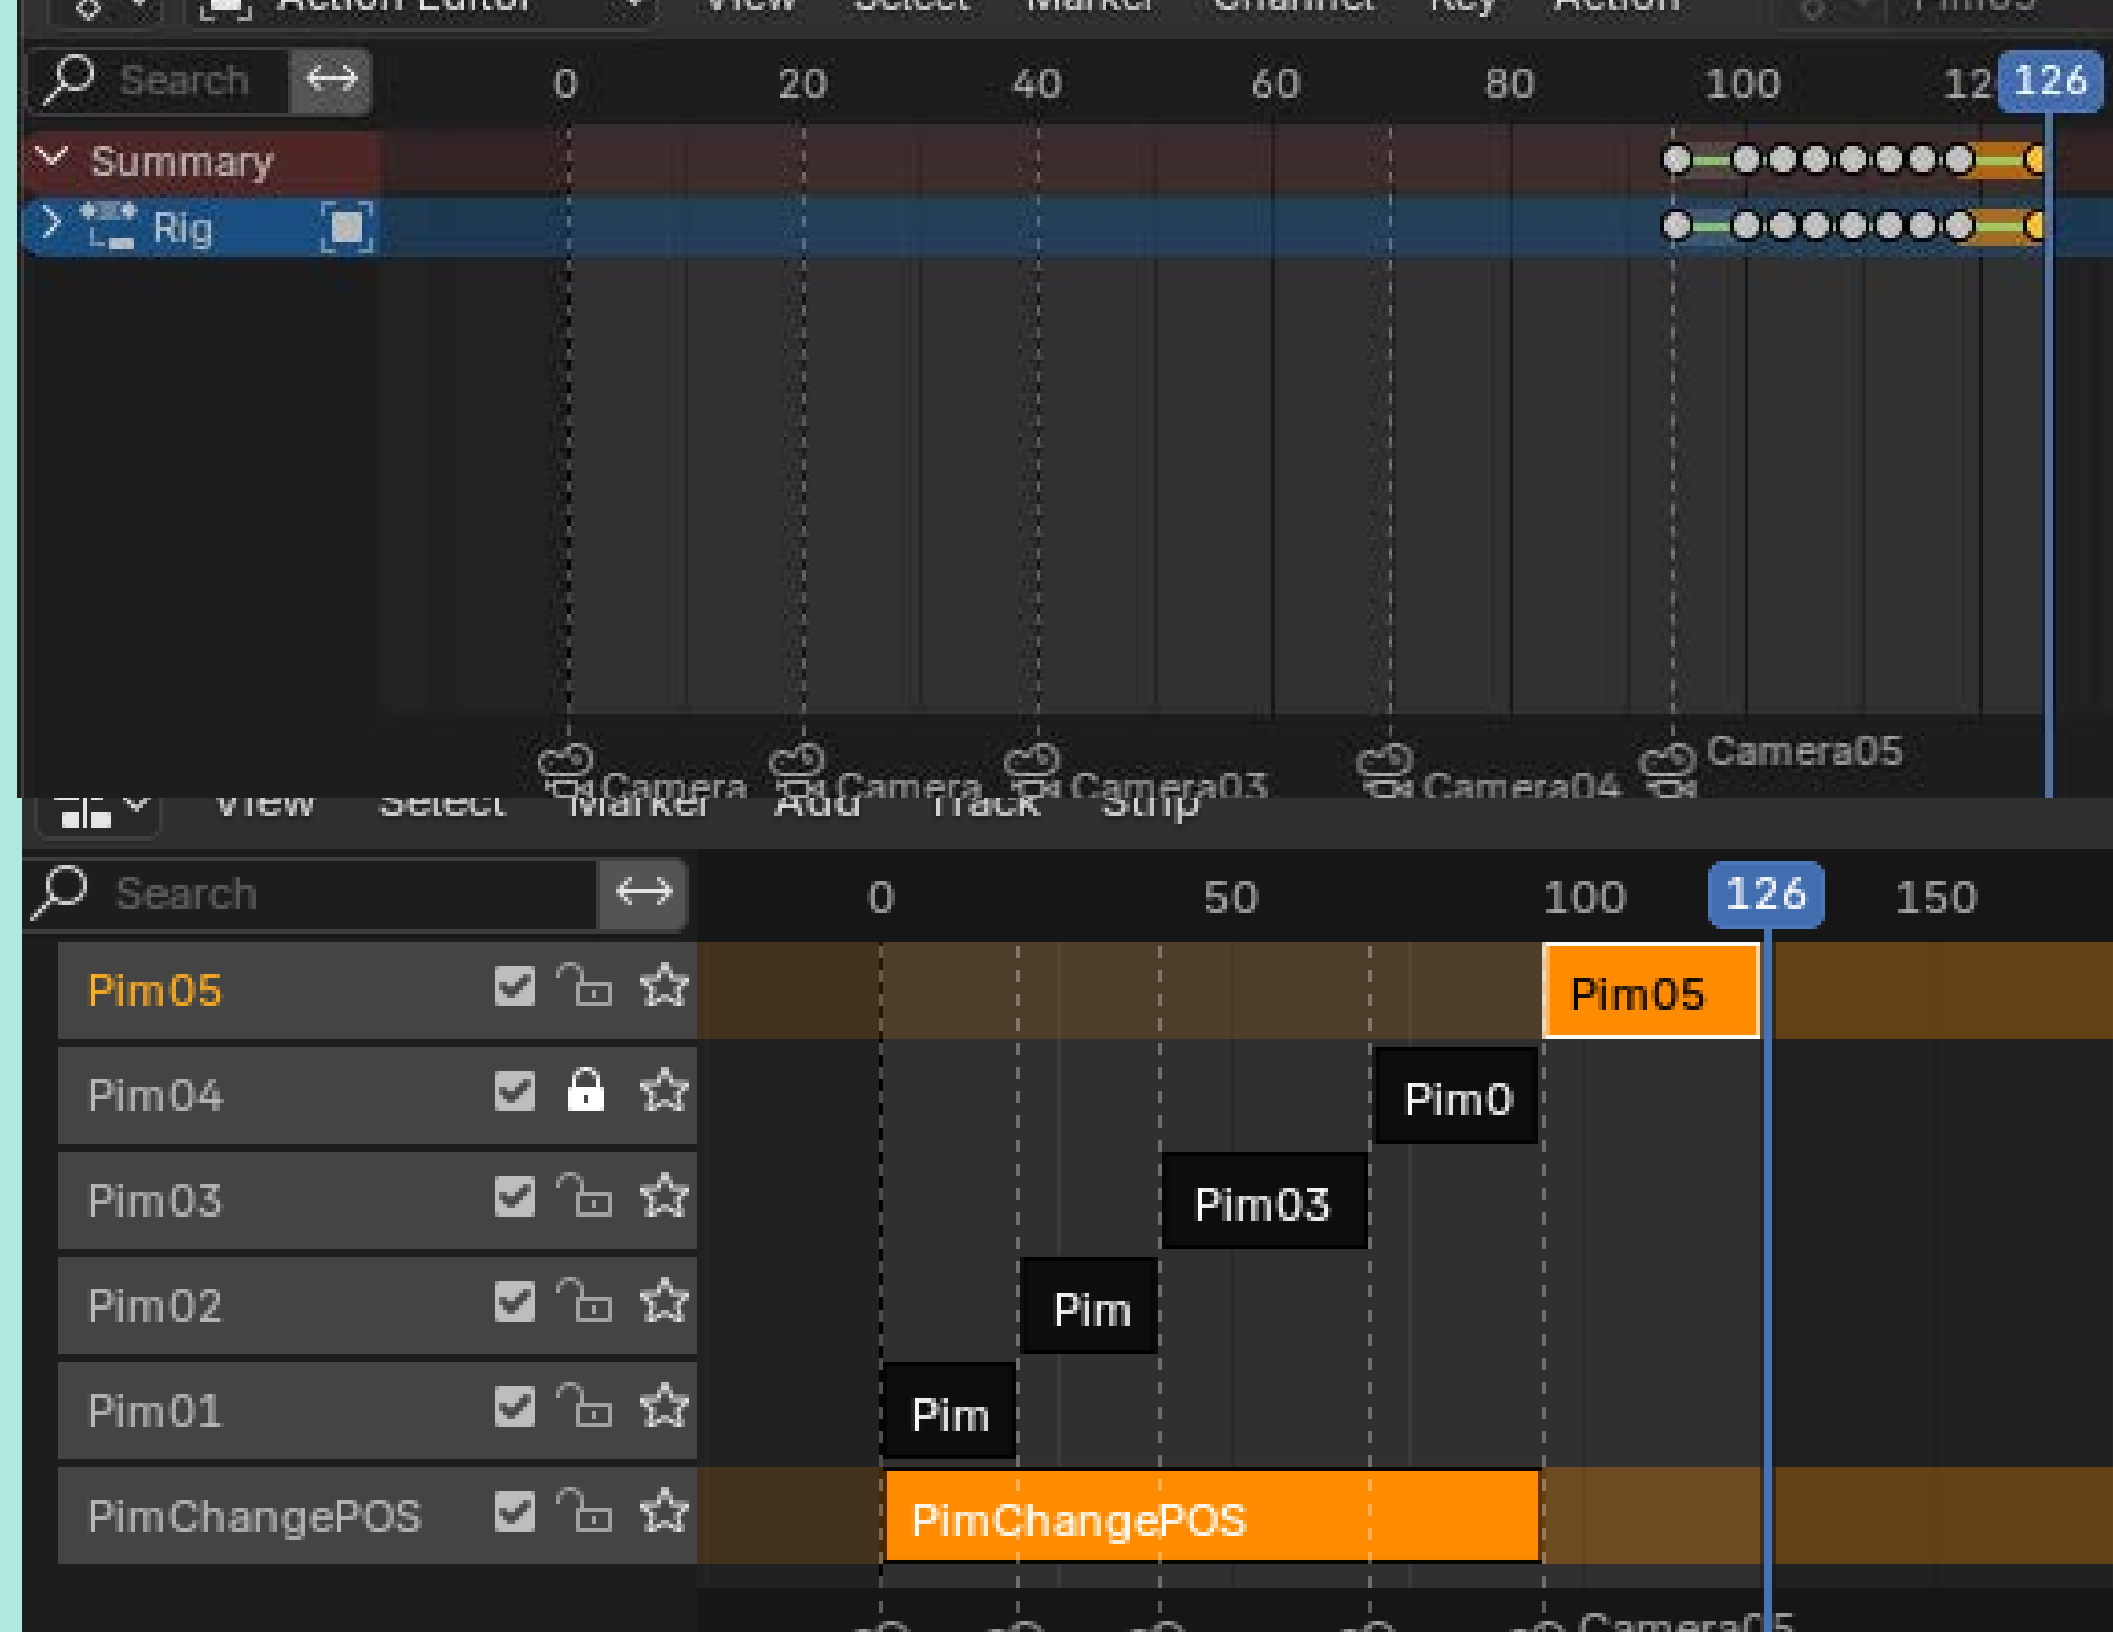 Action Editor View Select Marker Channel Key Action Pim05
Search 0 20 40 60 80 100 12 126
Summary
Rig
Camera05
Camera Camera Camera03 Camera04
View Select Marker Add Track Strip
Search 0 50 100 126 150
Pim05 Pim05
Pim04 Pim0
Pim03 Pim03
Pim02 Pim
Pim01 Pim
PimChangePOS PimChangePOS
Camera05